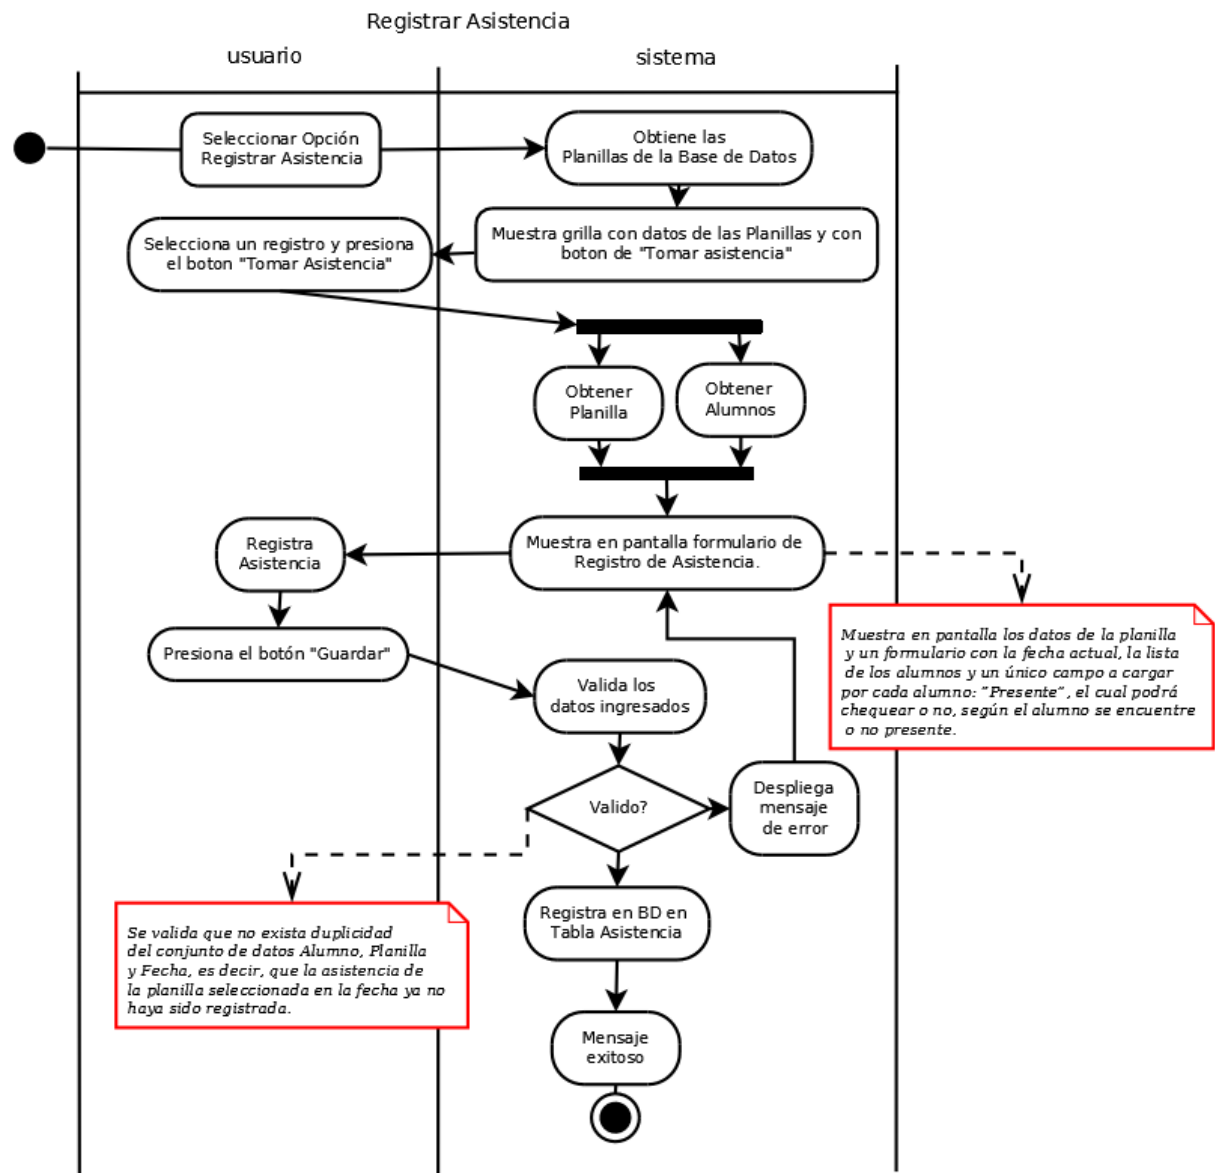 Registrar Asistencia
usuario
sistema
Seleccionar Opción
Registrar Asistencia
Obtiene las
Planillas de la Base de Datos
Muestra grilla con datos de las Planillas y con
boton de "Tomar asistencia"
Selecciona un registro y presiona
el boton "Tomar Asistencia"
Obtener
Planilla
Obtener
Alumnos
Muestra en pantalla formulario de
Registro de Asistencia.
Registra
Asistencia
Presiona el botón "Guardar"
Muestra en pantalla los datos de la planilla
y un formulario con la fecha actual, la lista
de los alumnos y un único campo a cargar
por cada alumno: "Presente", el cual podrá
chequear o no, según el alumno se encuentre
o no presente.
Valida los
datos ingresados
Valido?
Despliega
mensaje
de error
Se valida que no exista duplicidad
del conjunto de datos Alumno, Planilla
y Fecha, es decir, que la asistencia de
la planilla seleccionada en la fecha ya no
haya sido registrada.
Registra en BD en
Tabla Asistencia
Mensaje
exitoso